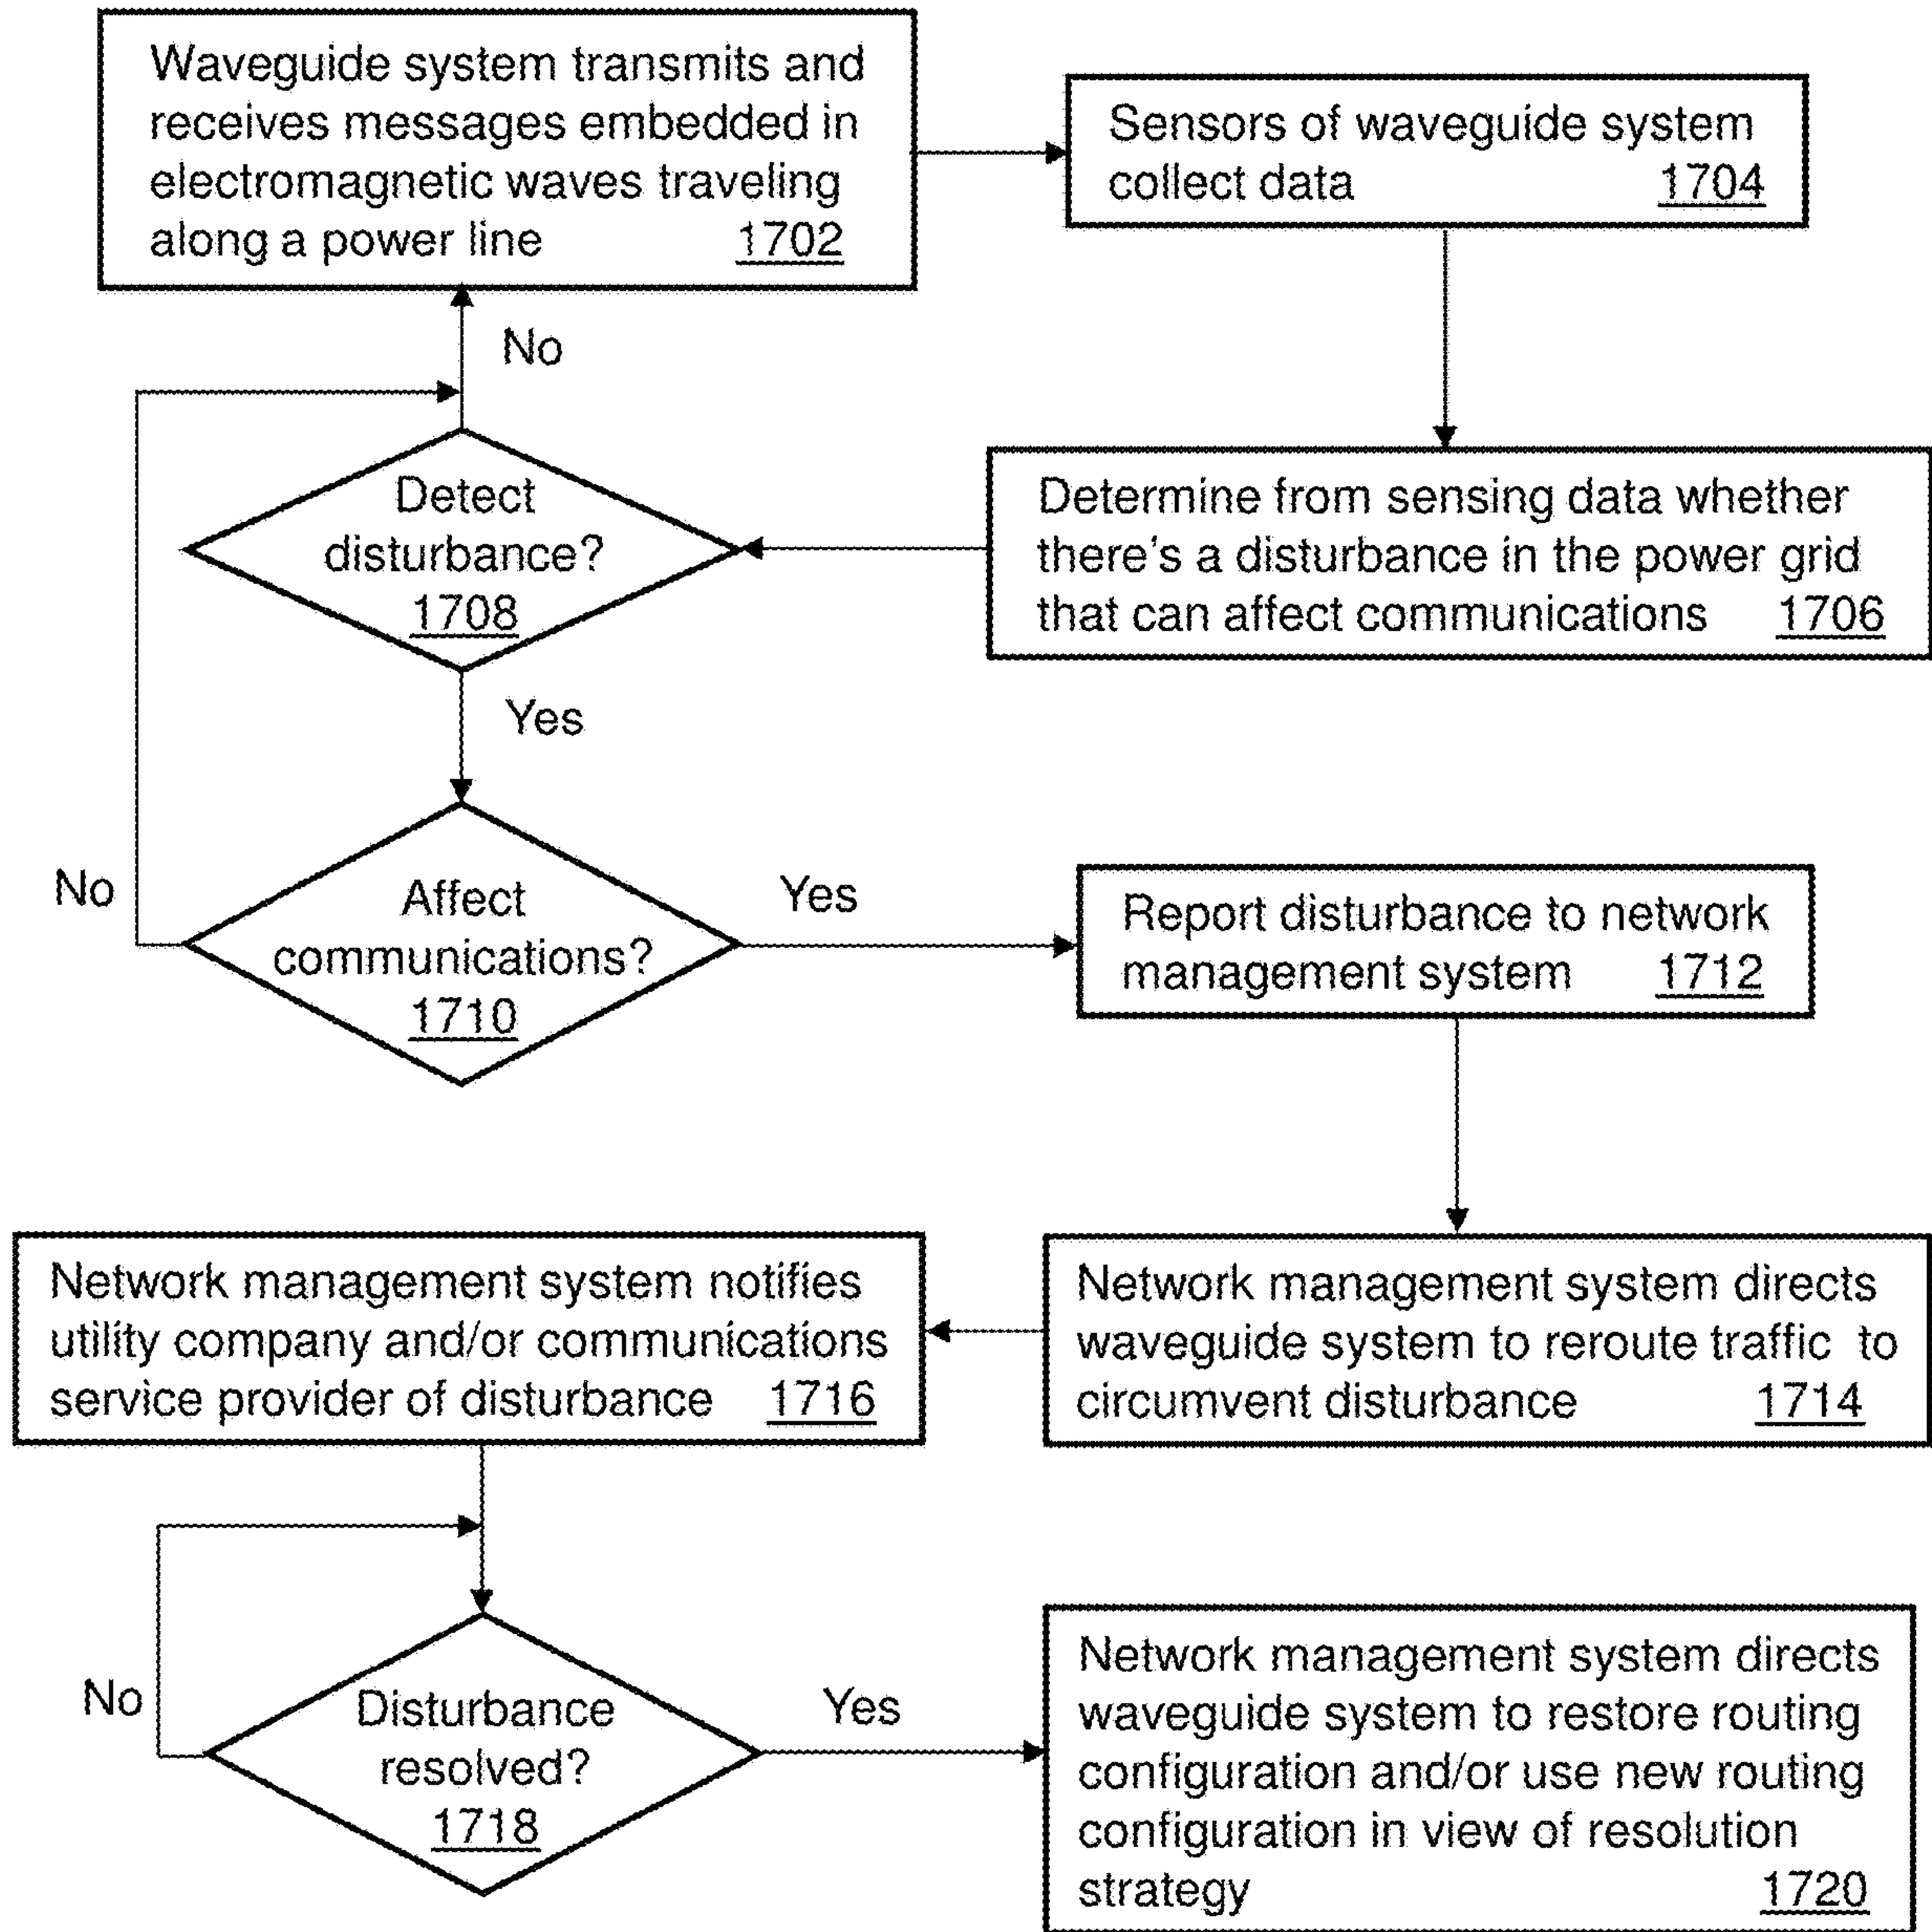 Waveguide system transmits and
receives messages embedded in
electromagnetic waves traveling
along a power line 1702
Sensors of waveguide system
collect data 1704
No
Detect
disturbance?
1708
Determine from sensing data whether
there's a disturbance in the power grid
that can affect communications 1706
Yes
No
Affect
communications?
1710
Yes
Report disturbance to network
management system 1712
Network management system directs
waveguide system to reroute traffic to
circumvent disturbance 1714
Network management system notifies
utility company and/or communications
service provider of disturbance 1716
No
Disturbance
resolved?
1718
Yes
Network management system directs
waveguide system to restore routing
configuration and/or use new routing
configuration in view of resolution
strategy 1720